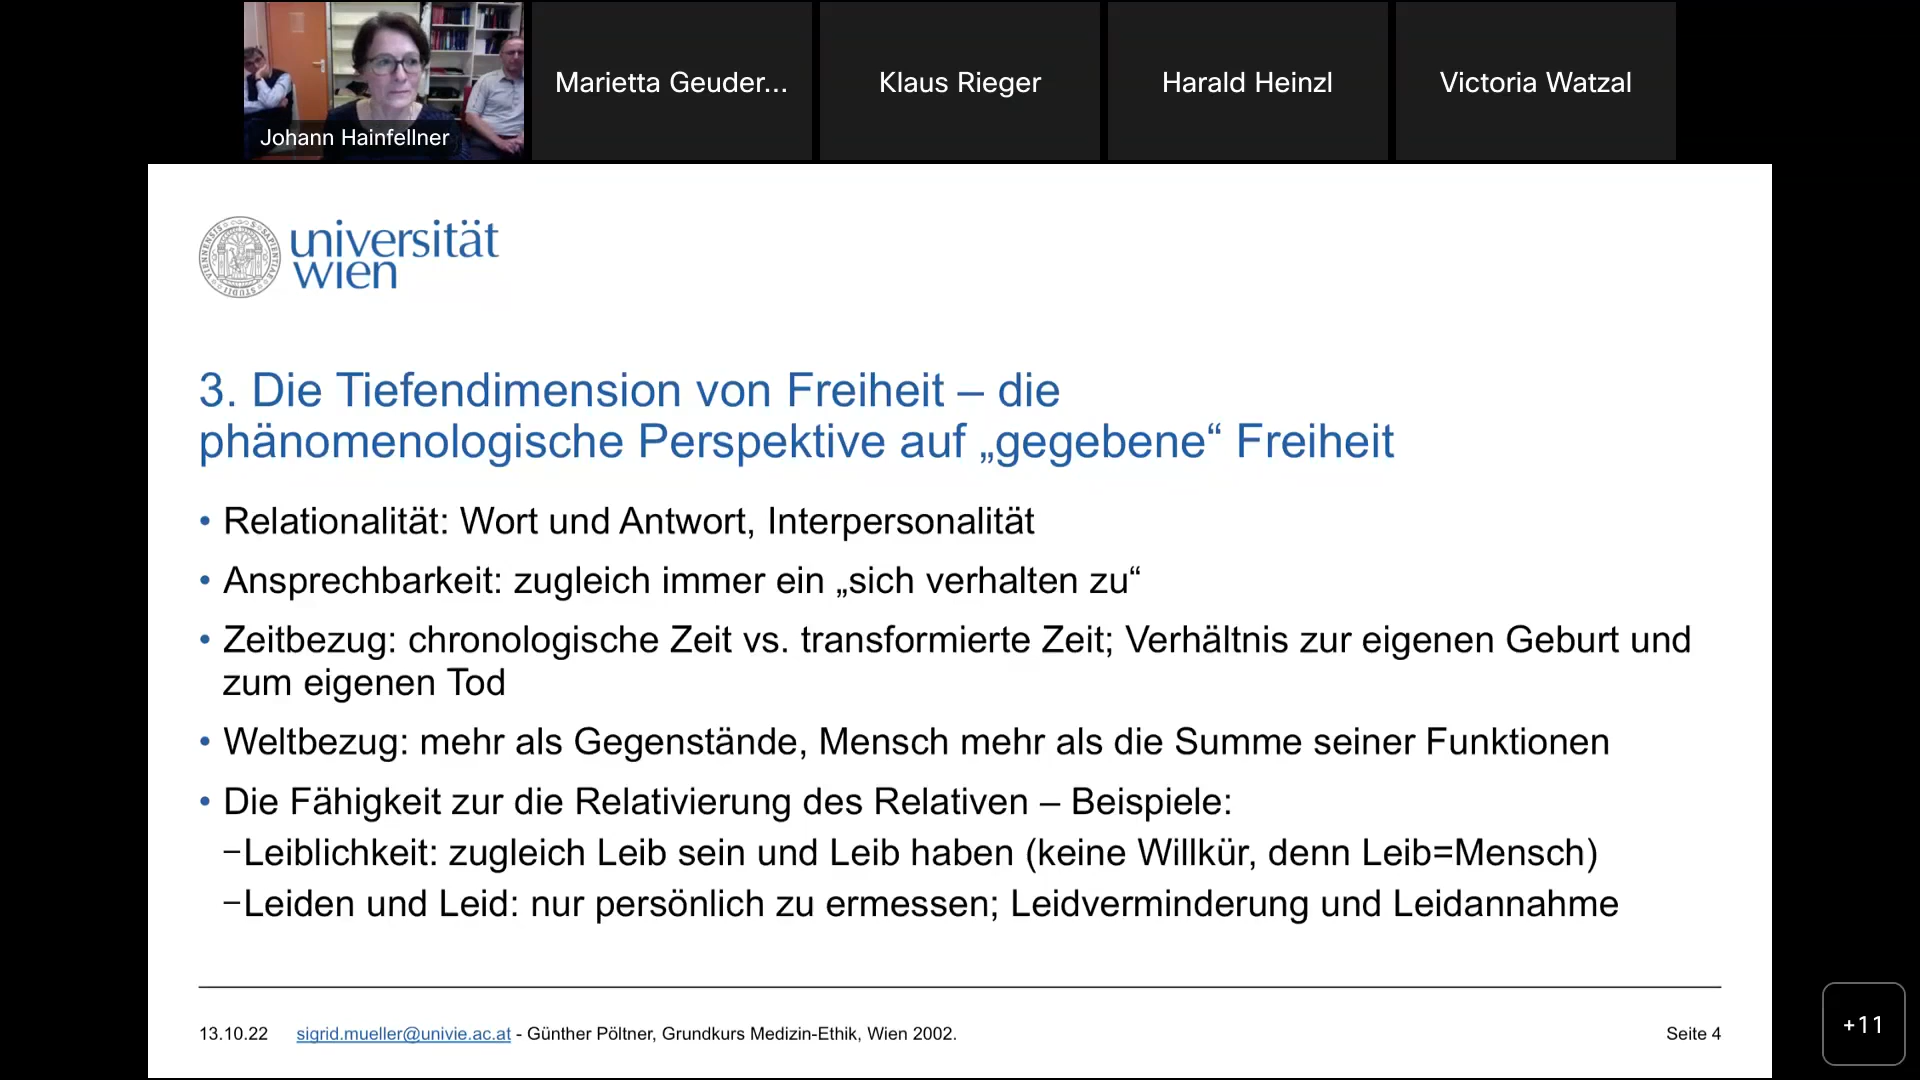 Johann Hainfellner
Marietta Geuder...
Klaus Rieger
Harald Heinzl
Victoria Watzal
universität
wien
3. Die Tiefendimension von Freiheit – die
phänomenologische Perspektive auf „gegebene“ Freiheit
• Relationalität: Wort und Antwort, Interpersonalität
• Ansprechbarkeit: zugleich immer ein „sich verhalten zu“
• Zeitbezug: chronologische Zeit vs. transformierte Zeit; Verhältnis zur eigenen Geburt und
zum eigenen Tod
• Weltbezug: mehr als Gegenstände, Mensch mehr als die Summe seiner Funktionen
• Die Fähigkeit zur die Relativierung des Relativen – Beispiele:
−Leiblichkeit: zugleich Leib sein und Leib haben (keine Willkür, denn Leib=Mensch)
−Leiden und Leid: nur persönlich zu ermessen; Leidverminderung und Leidannahme
13.10.22 sigrid.mueller@univie.ac.at - Günther Pöltner, Grundkurs Medizin-Ethik, Wien 2002. Seite 4
+11